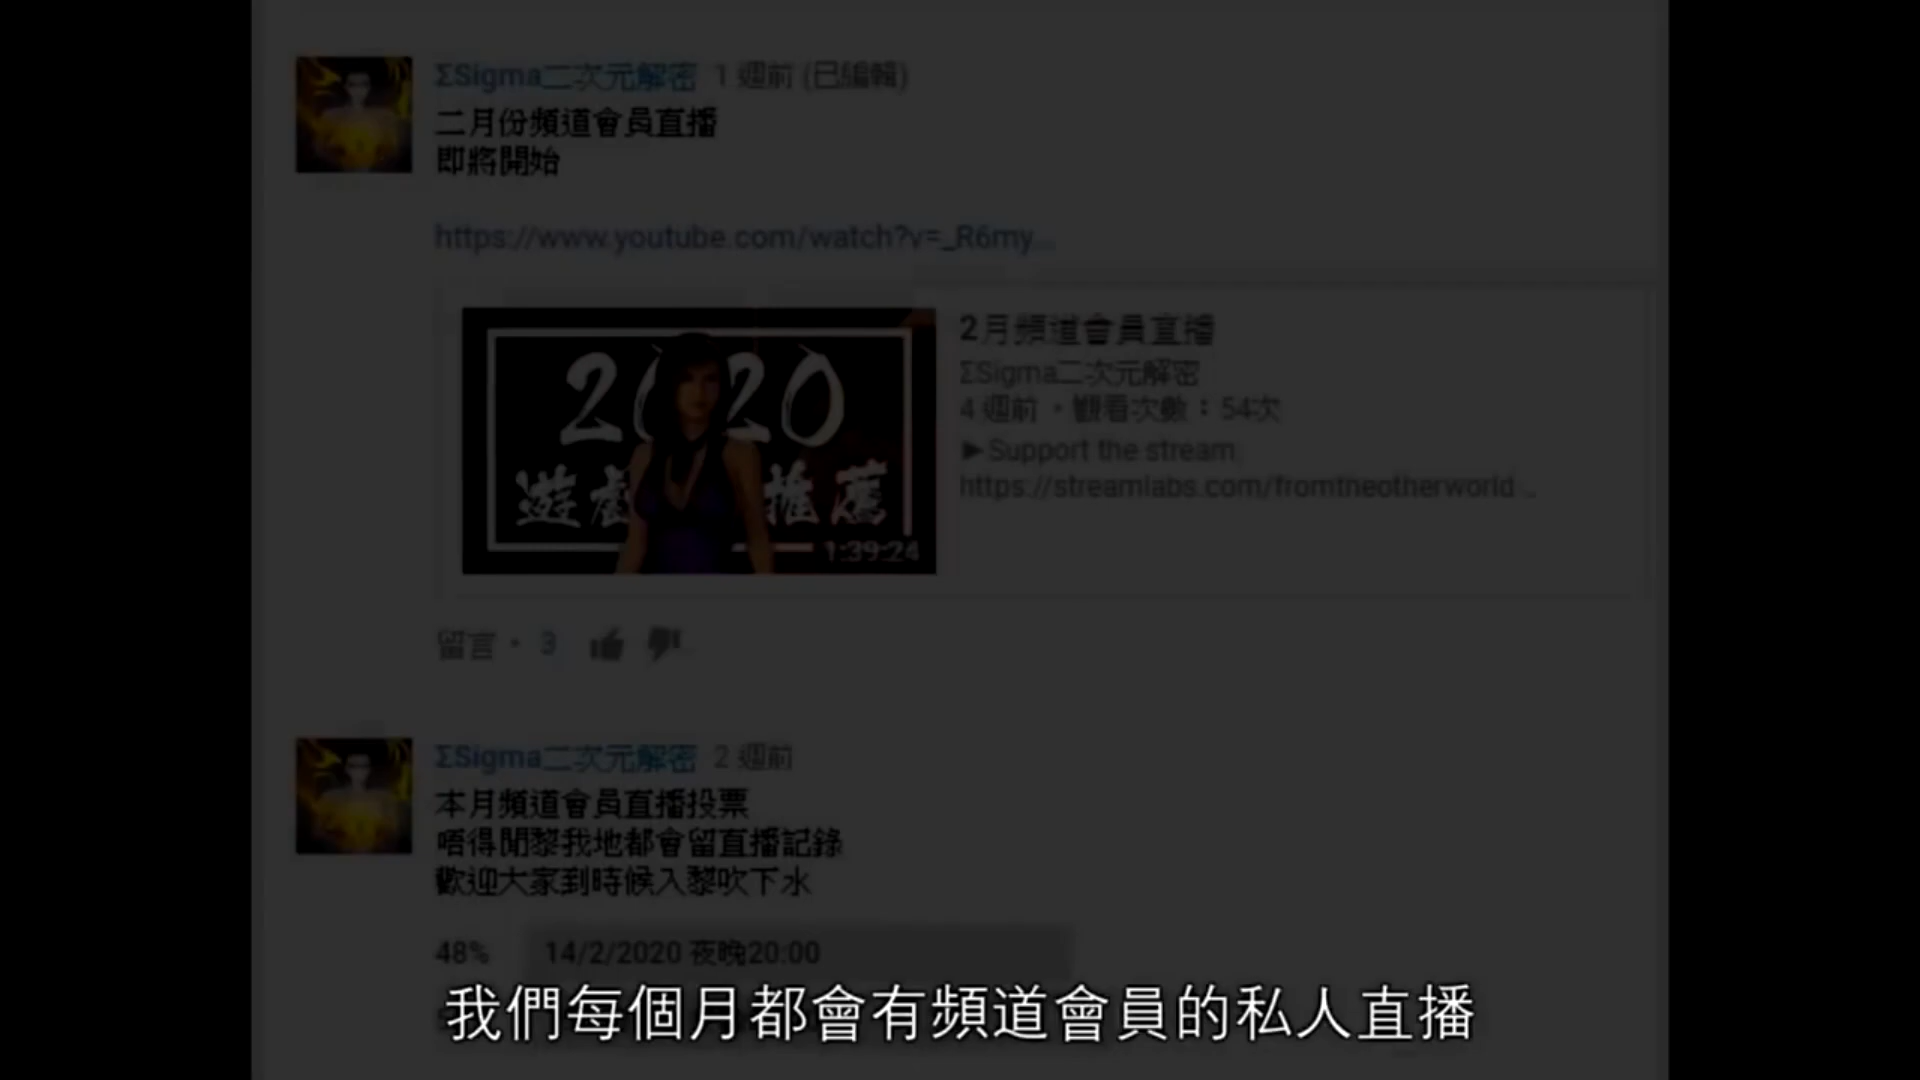 ΣSigma二次元解密 1 週前 (已編輯)
二月份頻道會員直播
即將開始
https://www.youtube.com/watch?v=_R6my...
2020
遊戲推薦
1:39:24
2月頻道會員直播
ΣSigma二次元解密
4 週前・觀看次數：54次
►Support the stream:
https://streamlabs.com/fromtheotherworld ...
留言・ 3
ΣSigma二次元解密 2 週前
本月頻道會員直播投票
唔得閒黎我地都會留直播記錄
歡迎大家到時候入黎吹下水
48% 14/2/2020 夜晚20:00
我們每個月都會有頻道會員的私人直播